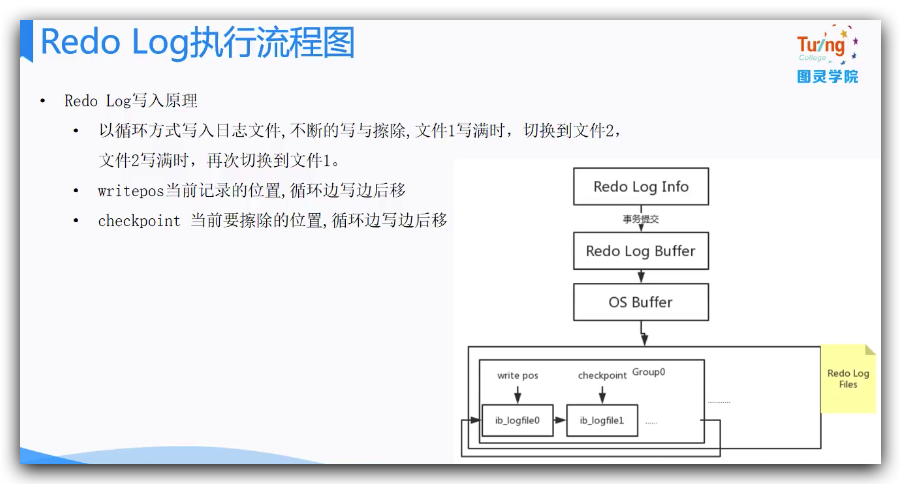 Redo Log执行流程图
Turing
College
图灵学院
• Redo Log写入原理
• 以循环方式写入日志文件,不断的写与擦除,文件1写满时，切换到文件2，
文件2写满时，再次切换到文件1。
• writepos当前记录的位置,循环边写边后移
• checkpoint 当前要擦除的位置,循环边写边后移
Redo Log Info
事务提交
Redo Log Buffer
OS Buffer
write pos
checkpoint
Group0
Redo Log
Files
ib_logfile0
ib_logfile1
......
............